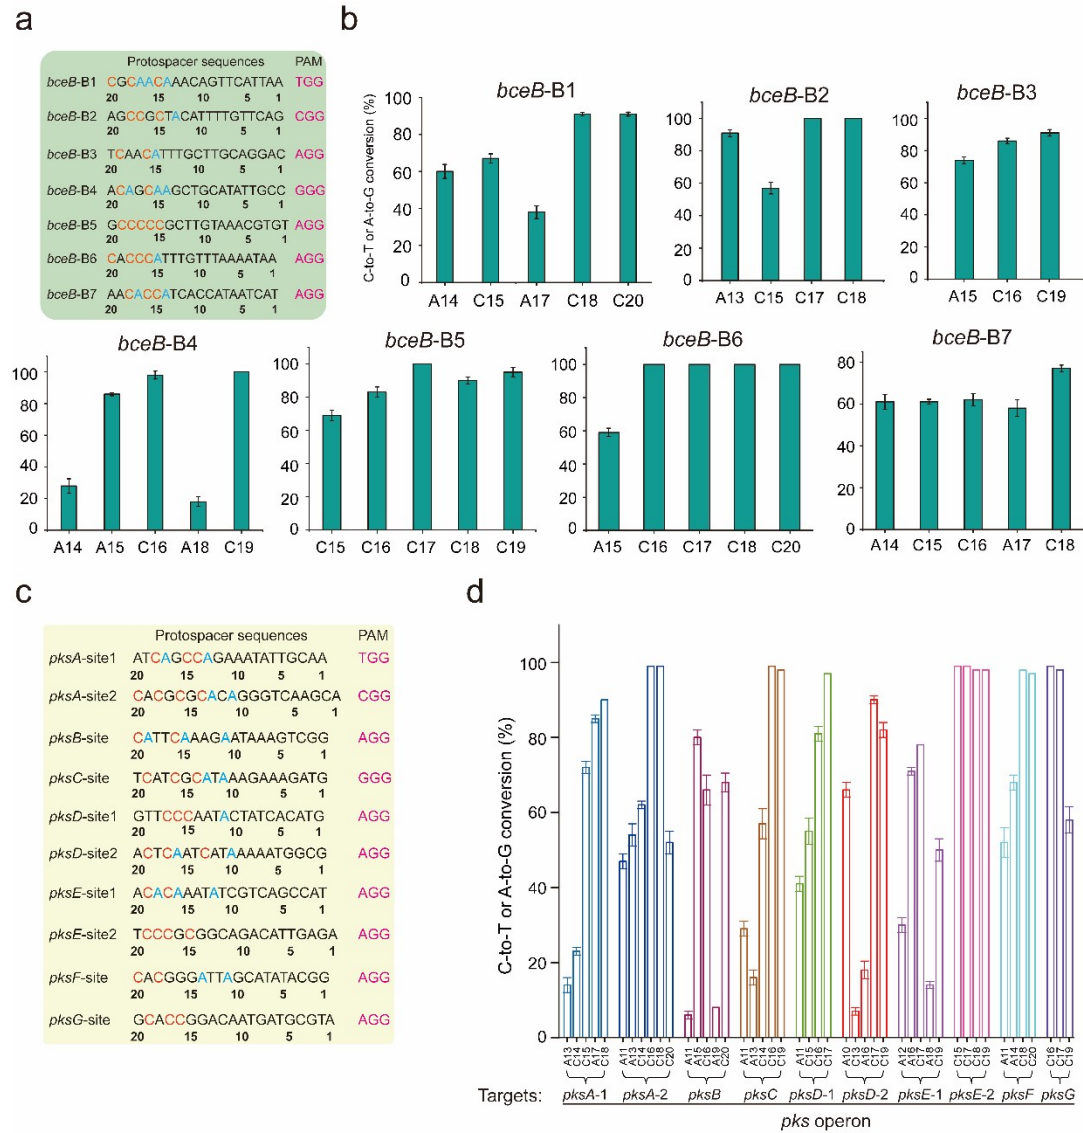 a
Protospacer sequences PAM
bceB-B1 CGCAACAAACAGTTCATTAA TGG
20 15 10 5 1
bceB-B2 AGCCGCTACATTTTGTTCAG CGG
20 15 10 5 1
bceB-B3 TCAACATTTGCTTGCAGGAC AGG
20 15 10 5 1
bceB-B4 ACAGCAAGCTGCATATTGCC GGG
20 15 10 5 1
bceB-B5 GCCCCCGCTTGTAAACGTGT AGG
20 15 10 5 1
bceB-B6 CACCCATTTGTTTAAAATAA AGG
20 15 10 5 1
bceB-B7 AACACCATCACCATAATCAT AGG
20 15 10 5 1
b
C-to-T or A-to-G conversion (%)
bceB-B1
100
80
60
40
20
0
A14 C15 A17 C18 C20
bceB-B2
100
80
60
40
20
0
A13 C15 C17 C18
bceB-B3
100
80
60
40
20
0
A15 C16 C19
bceB-B4
100
80
60
40
20
0
A14 A15 C16 A18 C19
bceB-B5
100
80
60
40
20
0
C15 C16 C17 C18 C19
bceB-B6
100
80
60
40
20
0
A15 C16 C17 C18 C20
bceB-B7
80
60
40
20
0
A14 C15 C16 A17 C18
c
Protospacer sequences PAM
pksA-site1 ATCAGCCAGAAATATTGCAA TGG
20 15 10 5 1
pksA-site2 CACGCGCACAGGGTCAAGCA CGG
20 15 10 5 1
pksB-site CATTCAAAGAATAAAGTCGG AGG
20 15 10 5 1
pksC-site TCATCGCATAAAGAAAGATG GGG
20 15 10 5 1
pksD-site1 GTTCCCAATACTATCACATG AGG
20 15 10 5 1
pksD-site2 ACTCAATCATAAAAATGGCG AGG
20 15 10 5 1
pksE-site1 ACACAAATATCGTCAGCCAT AGG
20 15 10 5 1
pksE-site2 TCCCGCGGCAGACATTGAGA AGG
20 15 10 5 1
pksF-site CACGGGATTAGCATATACGG AGG
20 15 10 5 1
pksG-site GCACCGGACAATGATGCGTA AGG
20 15 10 5 1
d
C-to-T or A-to-G conversion (%)
100
80
60
40
20
0
A13 C14 C15 A17 C18 A11 A13 C14 C16 C18 C20 A11 A15 C16 A19 C20 A11 A13 C14 C16 C19 A11 C15 C16 C17 A10 C13 A16 C17 C19 A12 A16 C17 A18 C19 C15 C17 C18 C19 A11 A14 C18 C20 C16 C17 C19
Targets: pksA-1 pksA-2 pksB pksC pksD-1 pksD-2 pksE-1 pksE-2 pksF pksG
pks operon